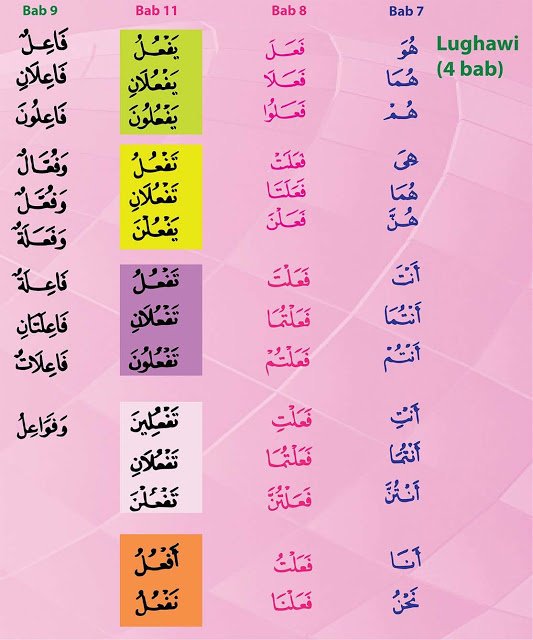 Bab 9 Bab 11 Bab 8 Bab 7
Lughawi
(4 bab)
هُوَ فَعَلَ يَفْعُلُ فَاعِلٌ
هُمَا فَعَلَا يَفْعُلَانِ فَاعِلَانِ
هُمْ فَعَلُوا يَفْعُلُونَ فَاعِلُونَ
هِىَ فَعَلَتْ تَفْعُلُ وَفُعَّالٌ
هُمَا فَعَلَتَا تَفْعُلَانِ وَفُعَّلٌ
هُنَّ فَعَلْنَ يَفْعُلْنَ وَفَعَلَةٌ
أَنْتَ فَعَلْتَ تَفْعُلُ فَاعِلَةٌ
أَنْتُمَا فَعَلْتُمَا تَفْعُلَانِ فَاعِلَتَانِ
أَنْتُمْ فَعَلْتُمْ تَفْعُلُونَ فَاعِلَاتٌ
أَنْتِ فَعَلْتِ تَفْعُلِينَ وَفَوَاعِلُ
أَنْتُمَا فَعَلْتُمَا تَفْعُلَانِ
أَنْتُنَّ فَعَلْتُنَّ تَفْعُلْنَ
أَنَا فَعَلْتُ أَفْعُلُ
نَحْنُ فَعَلْنَا نَفْعُلُ